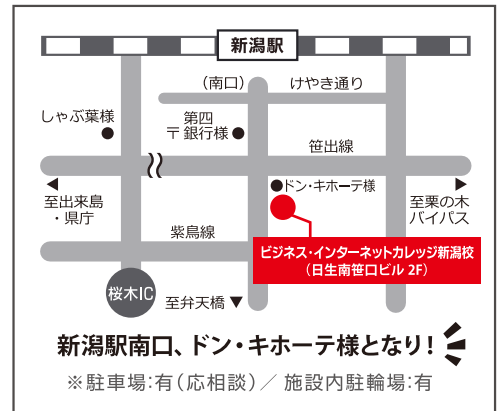 新潟駅
(南口)
けやき通り
しゃぶ葉様
第四
〒銀行様
笹出線
ドン・キホーテ様
至出来島
・県庁
至栗の木
バイパス
紫鳥線
ビジネス・インターネットカレッジ新潟校
(日生南笹口ビル 2F)
桜木IC
至弁天橋▼
新潟駅南口、ドン・キホーテ様となり!
※駐車場:有(応相談)／ 施設内駐輪場:有